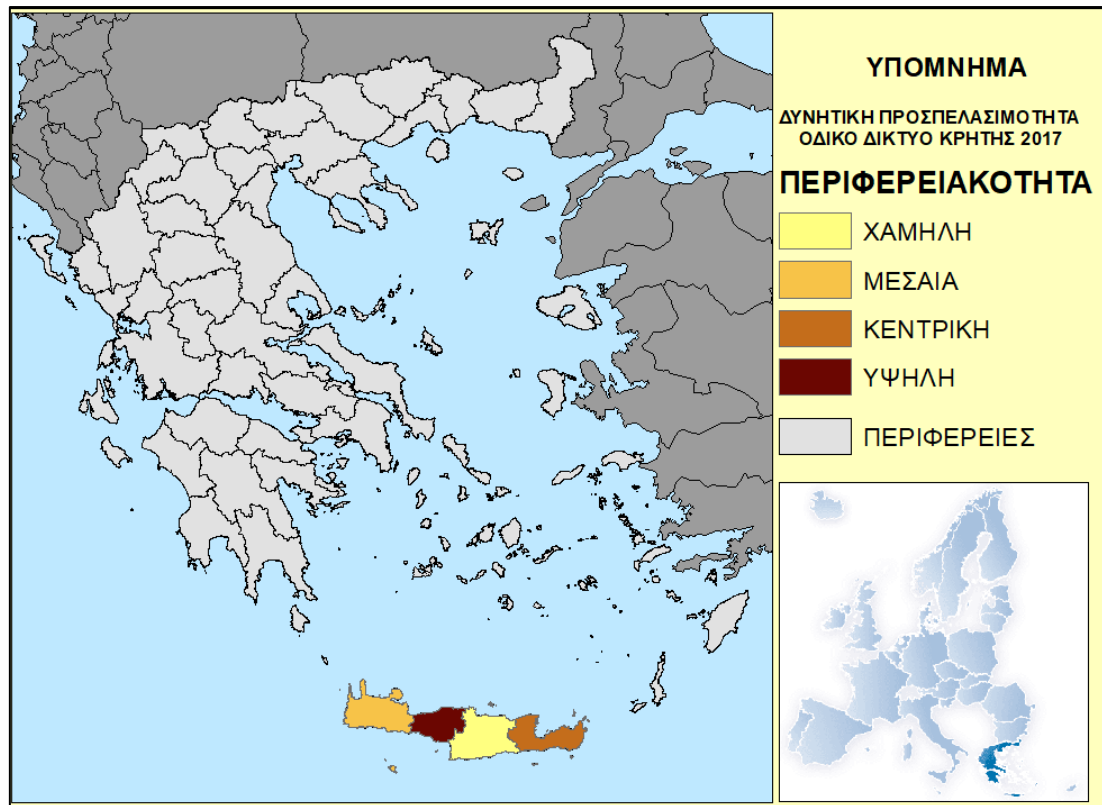 ΥΠΟΜΝΗΜΑ
ΔΥΝΗΤΙΚΗ ΠΡΟΣΠΕΛΑΣΙΜΟΤΗΤΑ
ΟΔΙΚΟ ΔΙΚΤΥΟ ΚΡΗΤΗΣ 2017
ΠΕΡΙΦΕΡΕΙΑΚΟΤΗΤΑ
ΧΑΜΗΛΗ
ΜΕΣΑΙΑ
ΚΕΝΤΡΙΚΗ
ΥΨΗΛΗ
ΠΕΡΙΦΕΡΕΙΕΣ